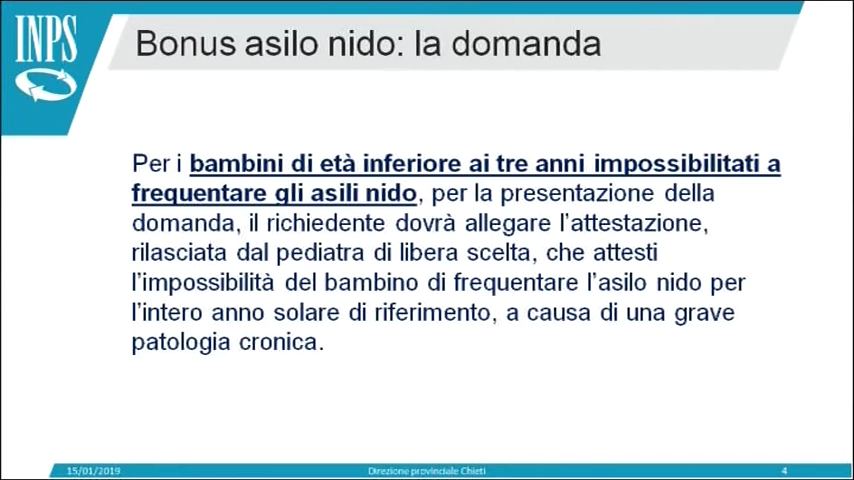 INPS
Bonus asilo nido: la domanda
Per i bambini di età inferiore ai tre anni impossibilitati a
frequentare gli asili nido, per la presentazione della
domanda, il richiedente dovrà allegare l’attestazione,
rilasciata dal pediatra di libera scelta, che attesti
l’impossibilità del bambino di frequentare l’asilo nido per
l’intero anno solare di riferimento, a causa di una grave
patologia cronica.
15/01/2019 Direzione provinciale Chieti 4